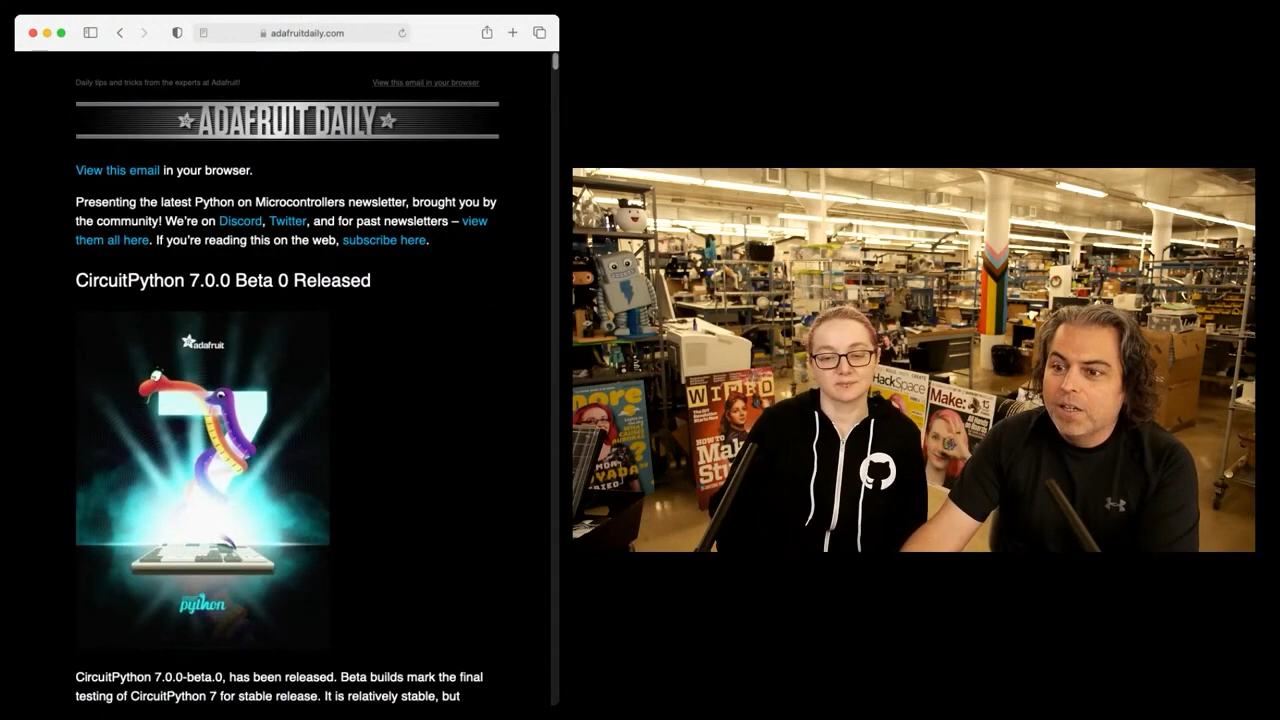 adafruitdaily.com
Daily tips and tricks from the experts at Adafruit!
View this email in your browser
ADAFRUIT DAILY
View this email in your browser.
Presenting the latest Python on Microcontrollers newsletter, brought you by
the community! We're on Discord, Twitter, and for past newsletters – view
them all here. If you're reading this on the web, subscribe here.
CircuitPython 7.0.0 Beta 0 Released
adafruit
7
python
CircuitPython 7.0.0-beta.0, has been released. Beta builds mark the final
testing of CircuitPython 7 for stable release. It is relatively stable, but
WIRED
HOW TO
Make
Stu
HackSpace
Make: